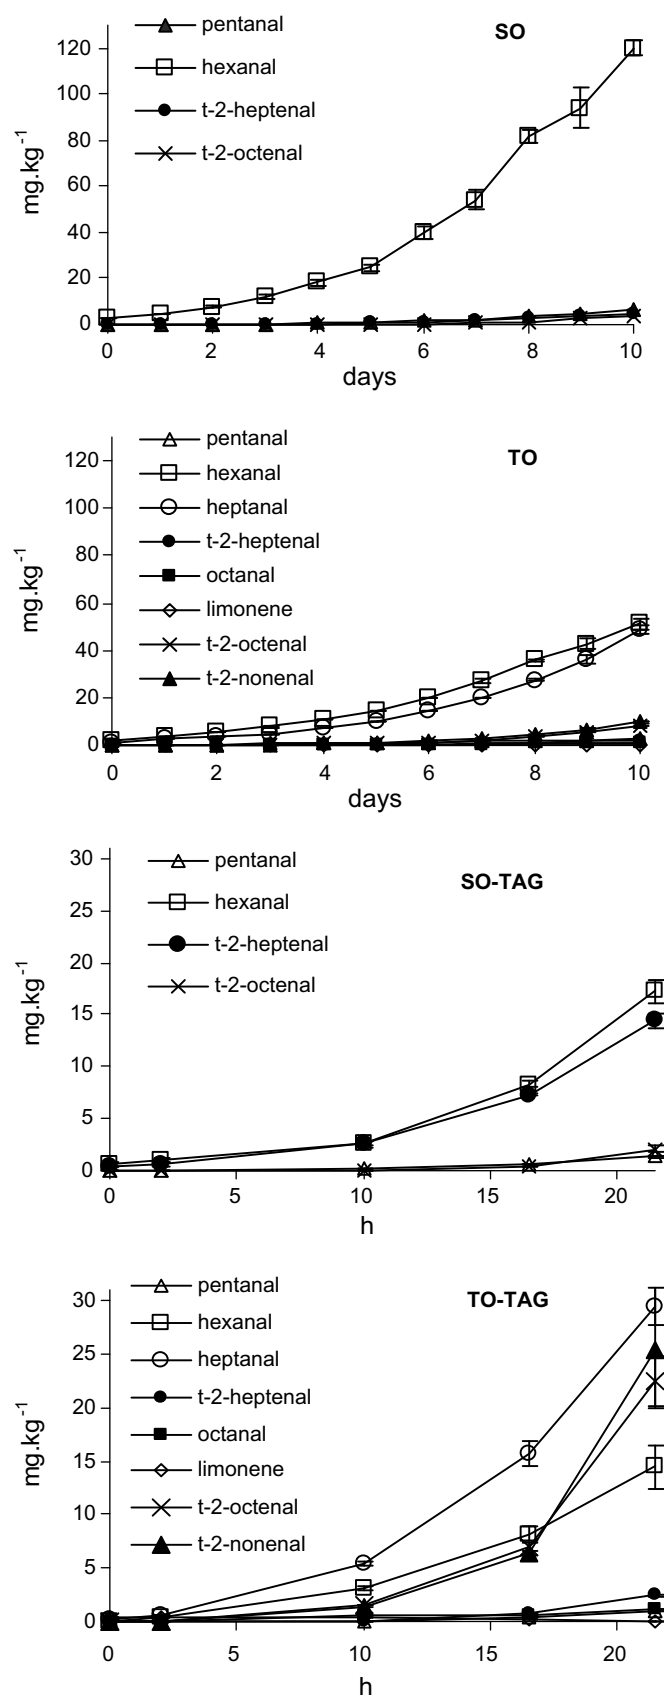 pentanal
hexanal
t-2-heptenal
t-2-octenal
SO
mg.kg⁻¹
120
100
80
60
40
20
0
0 2 4 6 8 10
days
pentanal
hexanal
heptanal
t-2-heptenal
octanal
limonene
t-2-octenal
t-2-nonenal
TO
mg.kg⁻¹
120
100
80
60
40
20
0
0 2 4 6 8 10
days
pentanal
hexanal
t-2-heptenal
t-2-octenal
SO-TAG
mg.kg⁻¹
30
25
20
15
10
5
0
0 5 10 15 20
h
pentanal
hexanal
heptanal
t-2-heptenal
octanal
limonene
t-2-octenal
t-2-nonenal
TO-TAG
mg.kg⁻¹
30
25
20
15
10
5
0
0 5 10 15 20
h